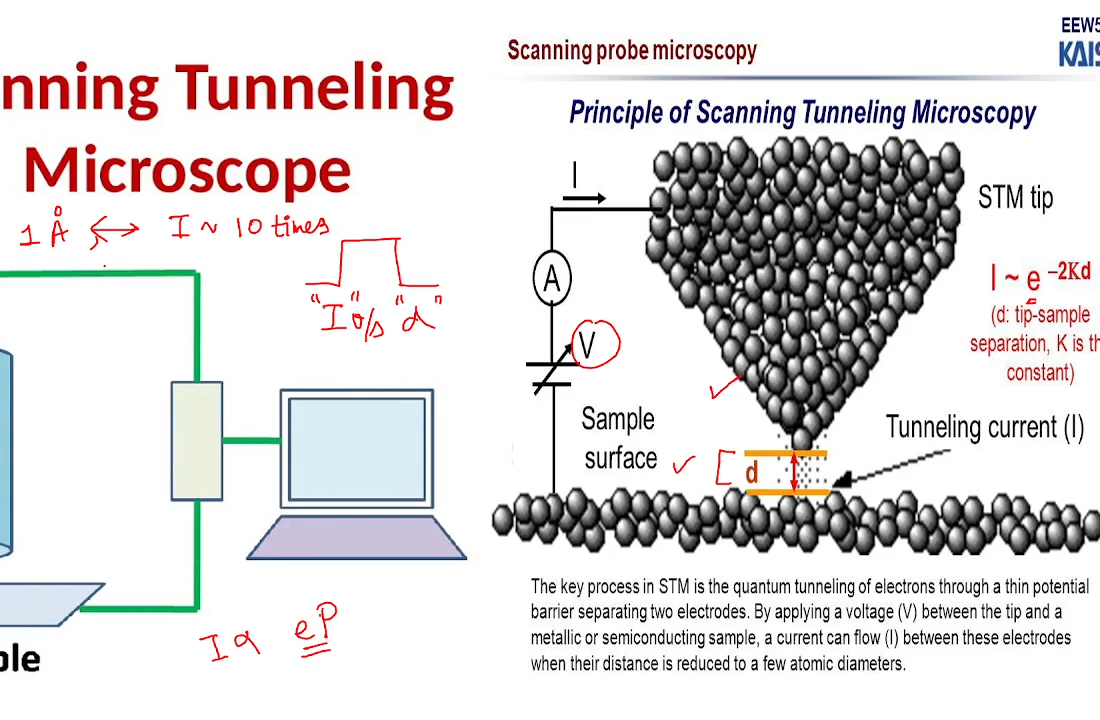 nning Tunneling
Microscope
1 Å ↔ I ~ 10 times
"I" v/s "d"
I ∝ eP
ple
EEW5
KAIS
Scanning probe microscopy
Principle of Scanning Tunneling Microscopy
I
STM tip
A
I ~ e –2Kd
(d: tip-sample
separation, K is th
constant)
V
Sample
surface
Tunneling current (I)
d
The key process in STM is the quantum tunneling of electrons through a thin potential
barrier separating two electrodes. By applying a voltage (V) between the tip and a
metallic or semiconducting sample, a current can flow (I) between these electrodes
when their distance is reduced to a few atomic diameters.